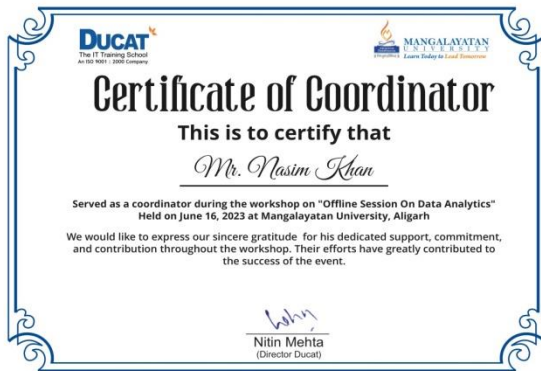 DUCAT
The IT Training School
An ISO 9001 : 2000 Company
MANGALAYATAN
UNIVERSITY
Learn Today to Lead Tomorrow
Certificate of Coordinator
This is to certify that
Mr. Nasim Khan
Served as a coordinator during the workshop on "Offline Session On Data Analytics"
Held on June 16, 2023 at Mangalayatan University, Aligarh
We would like to express our sincere gratitude for his dedicated support, commitment,
and contribution throughout the workshop. Their efforts have greatly contributed to
the success of the event.
Nitin Mehta
(Director Ducat)